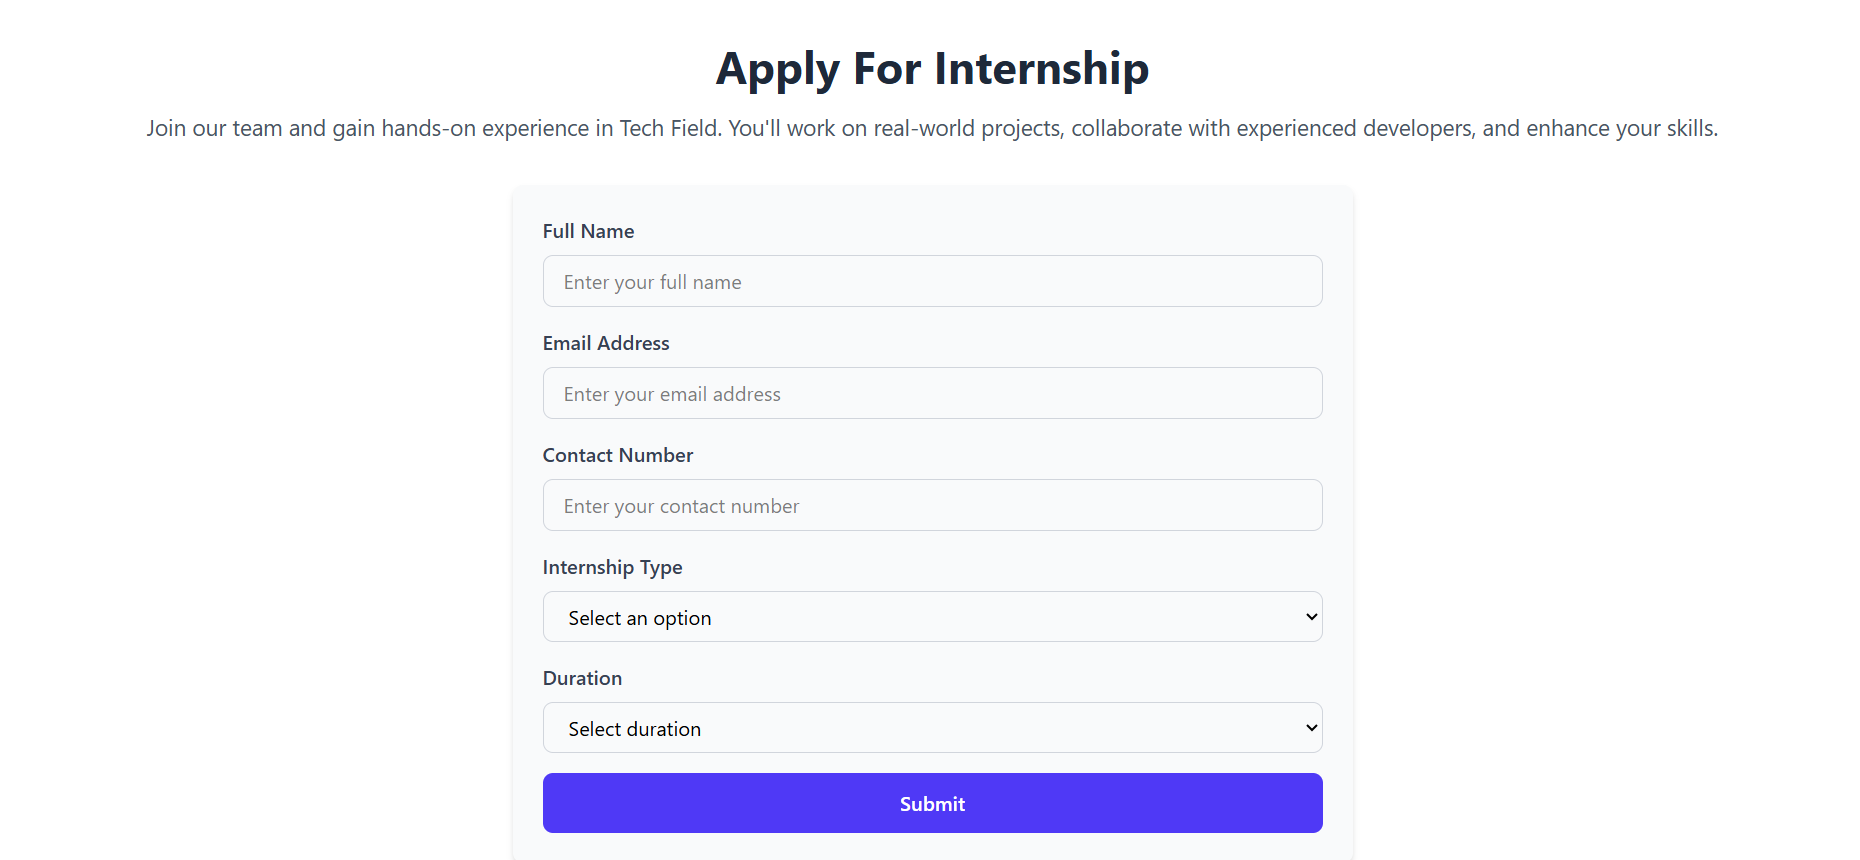 Apply For Internship
Join our team and gain hands-on experience in Tech Field. You'll work on real-world projects, collaborate with experienced developers, and enhance your skills.
Full Name
Enter your full name
Email Address
Enter your email address
Contact Number
Enter your contact number
Internship Type
Select an option
Duration
Select duration
Submit